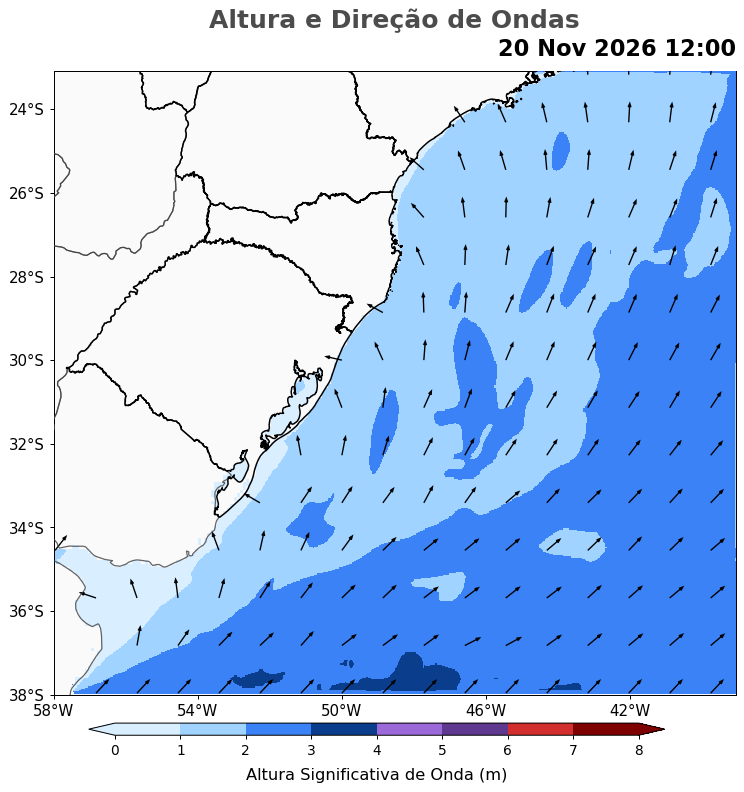 Altura e Direção de Ondas
20 Nov 2026 12:00
24°S
26°S
28°S
30°S
32°S
34°S
36°S
38°S
58°W 54°W 50°W 46°W 42°W
0 1 2 3 4 5 6 7 8
Altura Significativa de Onda (m)